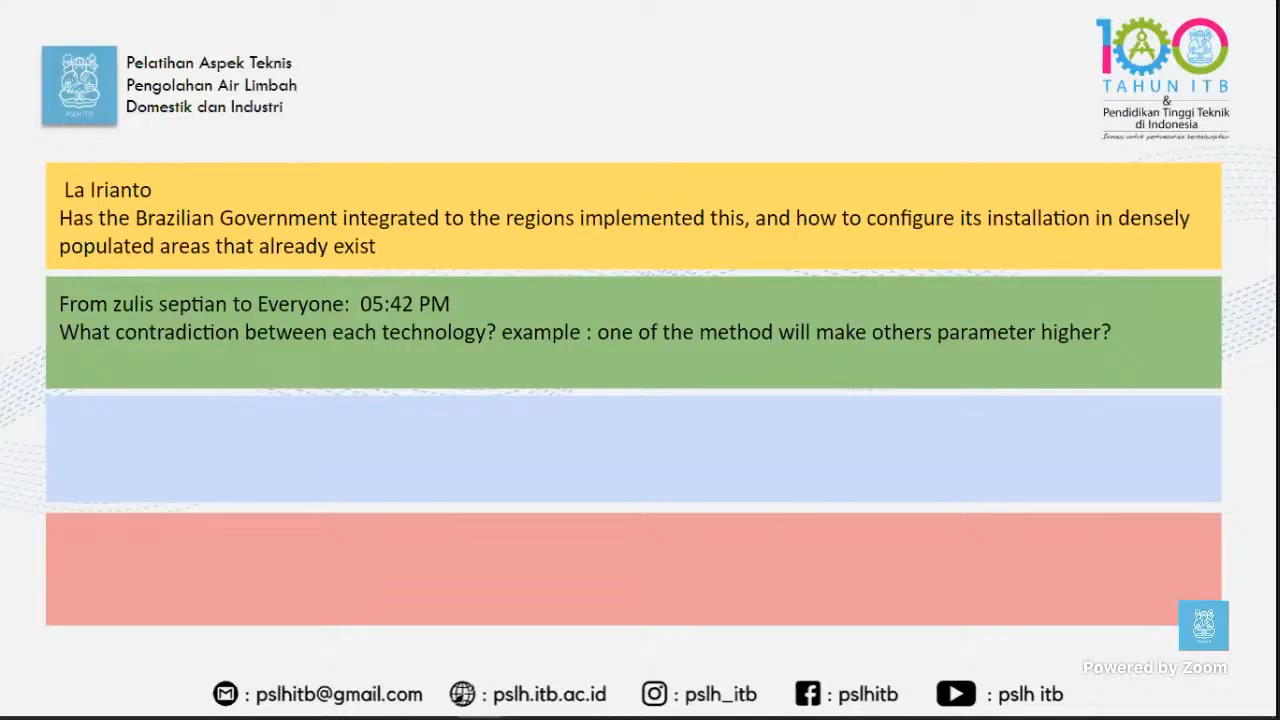 Pelatihan Aspek Teknis
Pengolahan Air Limbah
Domestik dan Industri
PSLH ITB
100
TAHUN ITB
&
Pendidikan Tinggi Teknik
di Indonesia
La Irianto
Has the Brazilian Government integrated to the regions implemented this, and how to configure its installation in densely
populated areas that already exist
From zulis septian to Everyone:  05:42 PM
What contradiction between each technology? example : one of the method will make others parameter higher?
Powered by Zoom
: pslhitb@gmail.com : pslh.itb.ac.id : pslh_itb : pslhitb : pslh itb